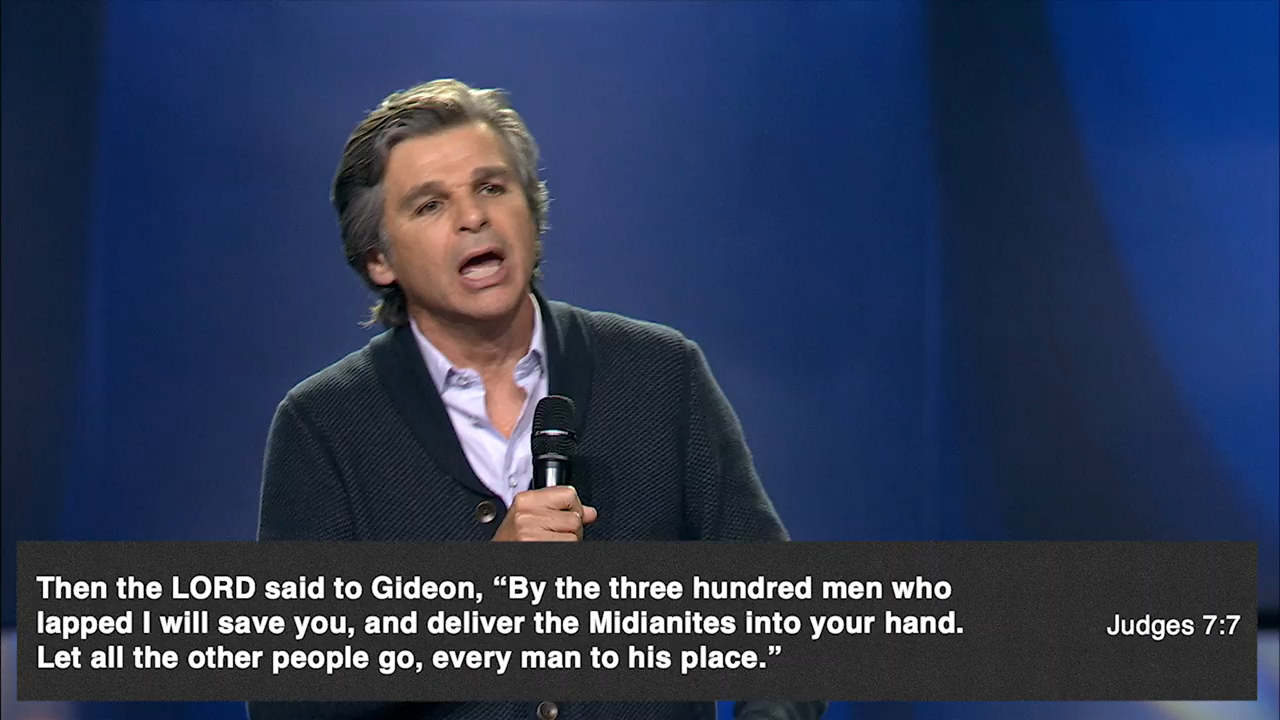 Then the LORD said to Gideon, “By the three hundred men who
lapped I will save you, and deliver the Midianites into your hand.
Let all the other people go, every man to his place.”
Judges 7:7